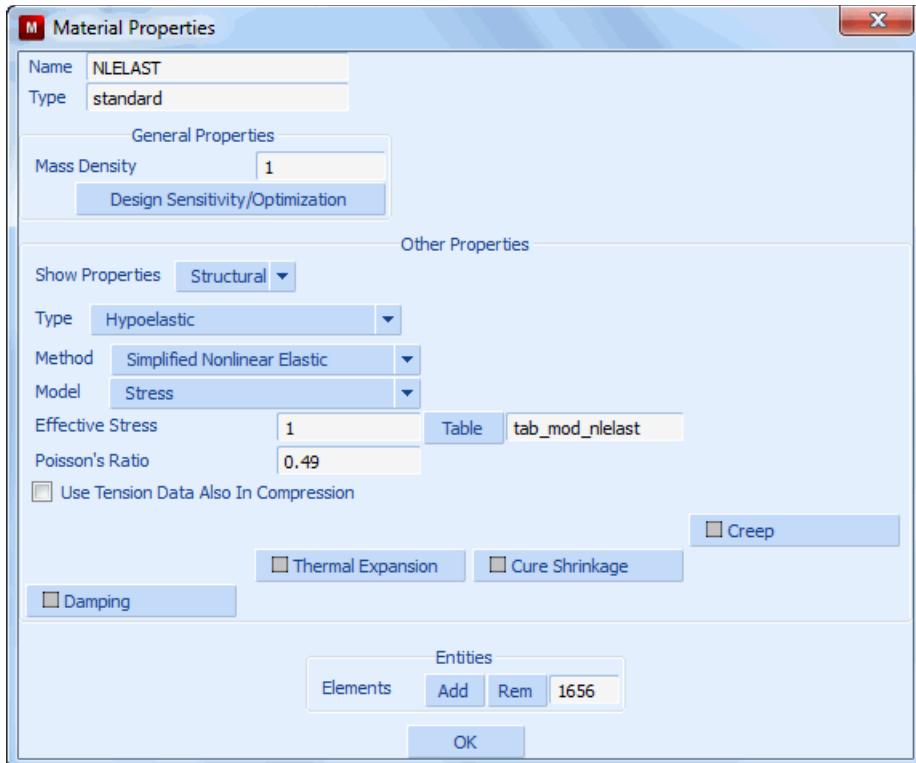 M Material Properties
Name NLELAST
Type standard
General Properties
Mass Density 1
Design Sensitivity/Optimization
Other Properties
Show Properties Structural
Type Hypoelastic
Method Simplified Nonlinear Elastic
Model Stress
Effective Stress 1 Table tab_mod_nlelast
Poisson's Ratio 0.49
Use Tension Data Also In Compression
Creep
Thermal Expansion Cure Shrinkage
Damping
Entities
Elements Add Rem 1656
OK